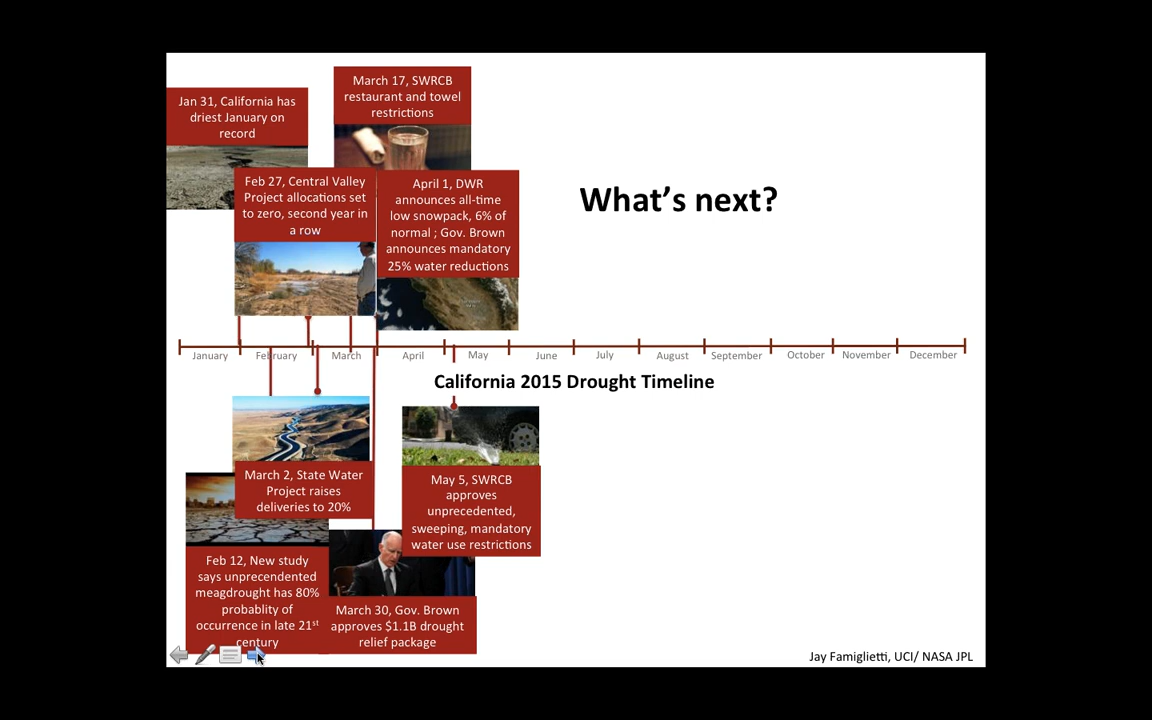 Jan 31, California has
driest January on
record
March 17, SWRCB
restaurant and towel
restrictions
Feb 27, Central Valley
Project allocations set
to zero, second year in
a row
April 1, DWR
announces all-time
low snowpack, 6% of
normal ; Gov. Brown
announces mandatory
25% water reductions
What's next?
January February March April May June July August September October November December
California 2015 Drought Timeline
March 2, State Water
Project raises
deliveries to 20%
May 5, SWRCB
approves
unprecedented,
sweeping, mandatory
water use restrictions
Feb 12, New study
says unprecendented
meagdrought has 80%
probablity of
occurrence in late 21st
century
March 30, Gov. Brown
approves $1.1B drought
relief package
Jay Famiglietti, UCI/ NASA JPL